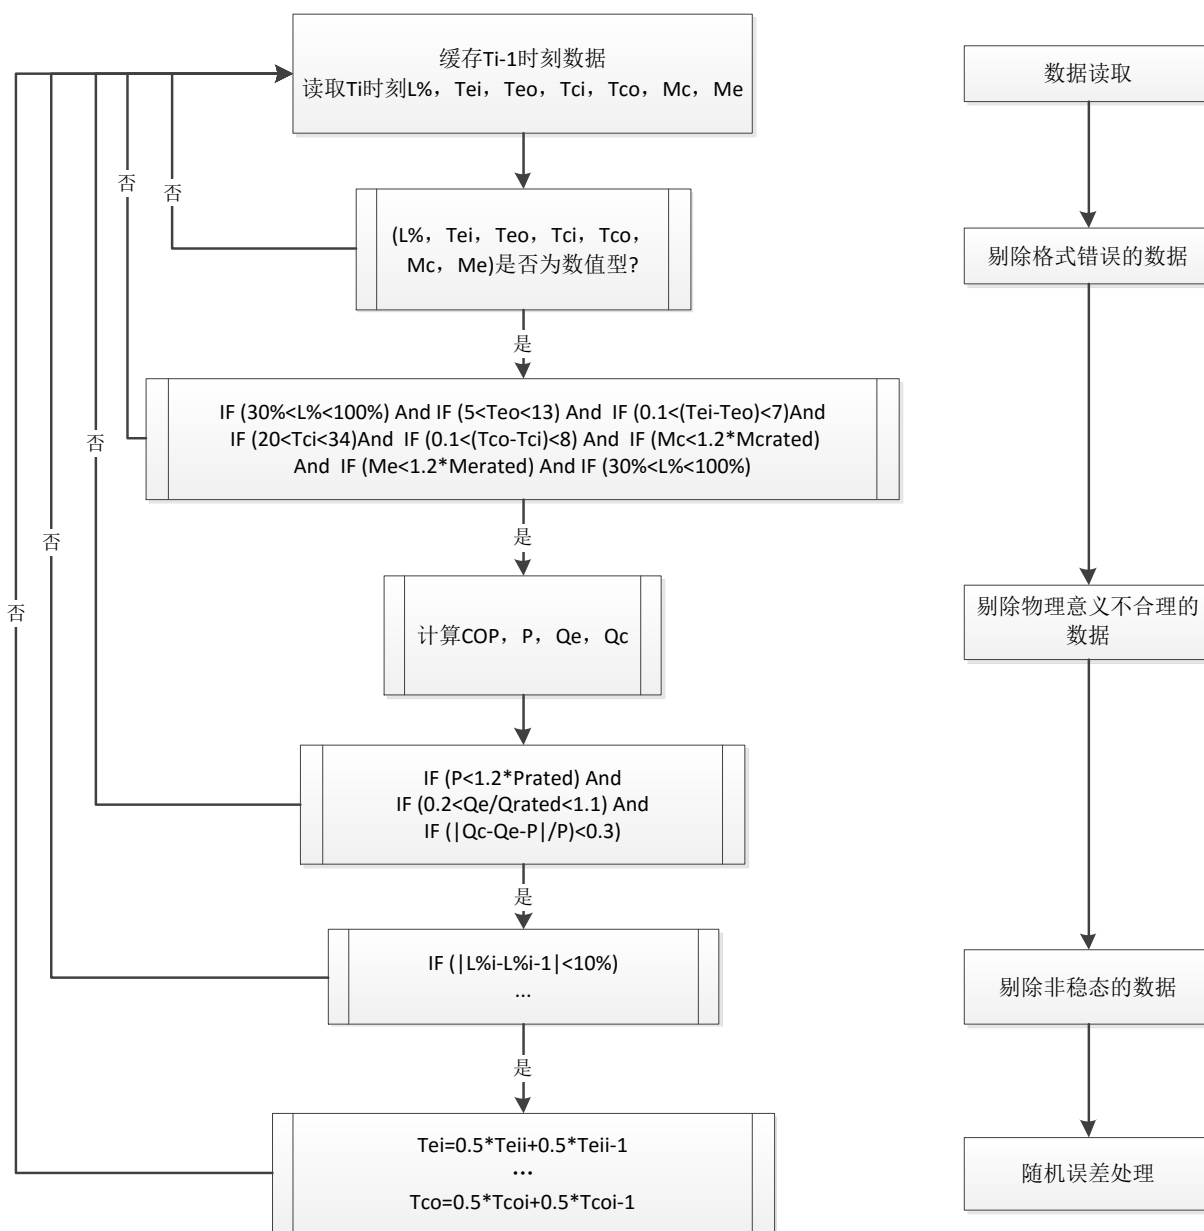 缓存Ti-1时刻数据
读取Ti时刻L%，Tei，Teo，Tci，Tco，Mc，Me
数据读取
否
否
(L%，Tei，Teo，Tci，Tco，
Mc，Me)是否为数值型?
剔除格式错误的数据
是
IF (30%<L%<100%) And IF (5<Teo<13) And  IF (0.1<(Tei-Teo)<7)And
IF (20<Tci<34)And  IF (0.1<(Tco-Tci)<8) And  IF (Mc<1.2*Mcrated)
And  IF (Me<1.2*Merated) And IF (30%<L%<100%)
否
否
是
否
计算COP，P，Qe，Qc
剔除物理意义不合理的
数据
IF (P<1.2*Prated) And
IF (0.2<Qe/Qrated<1.1) And
IF (|Qc-Qe-P|/P)<0.3)
是
IF (|L%i-L%i-1|<10%)
...
剔除非稳态的数据
是
Tei=0.5*Teii+0.5*Teii-1
...
Tco=0.5*Tcoi+0.5*Tcoi-1
随机误差处理